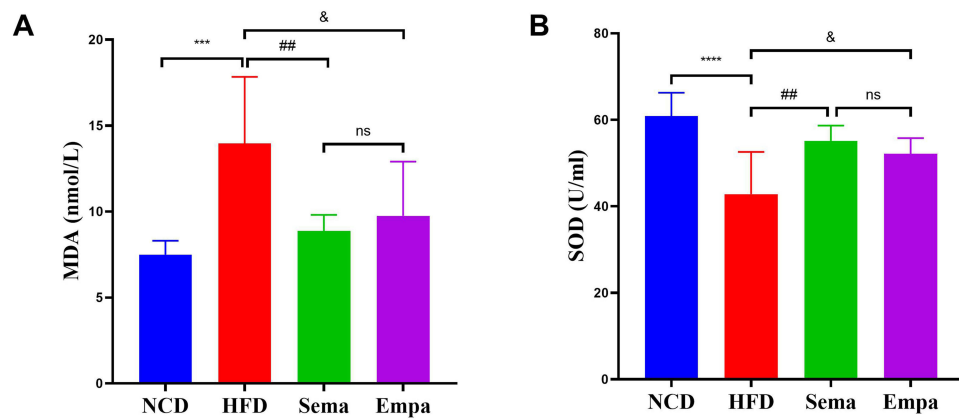 A
MDA (nmol/L)
20
15
10
5
0
***
&
##
ns
NCD HFD Sema Empa
B
SOD (U/ml)
80
60
40
20
0
****
&
##
ns
NCD HFD Sema Empa